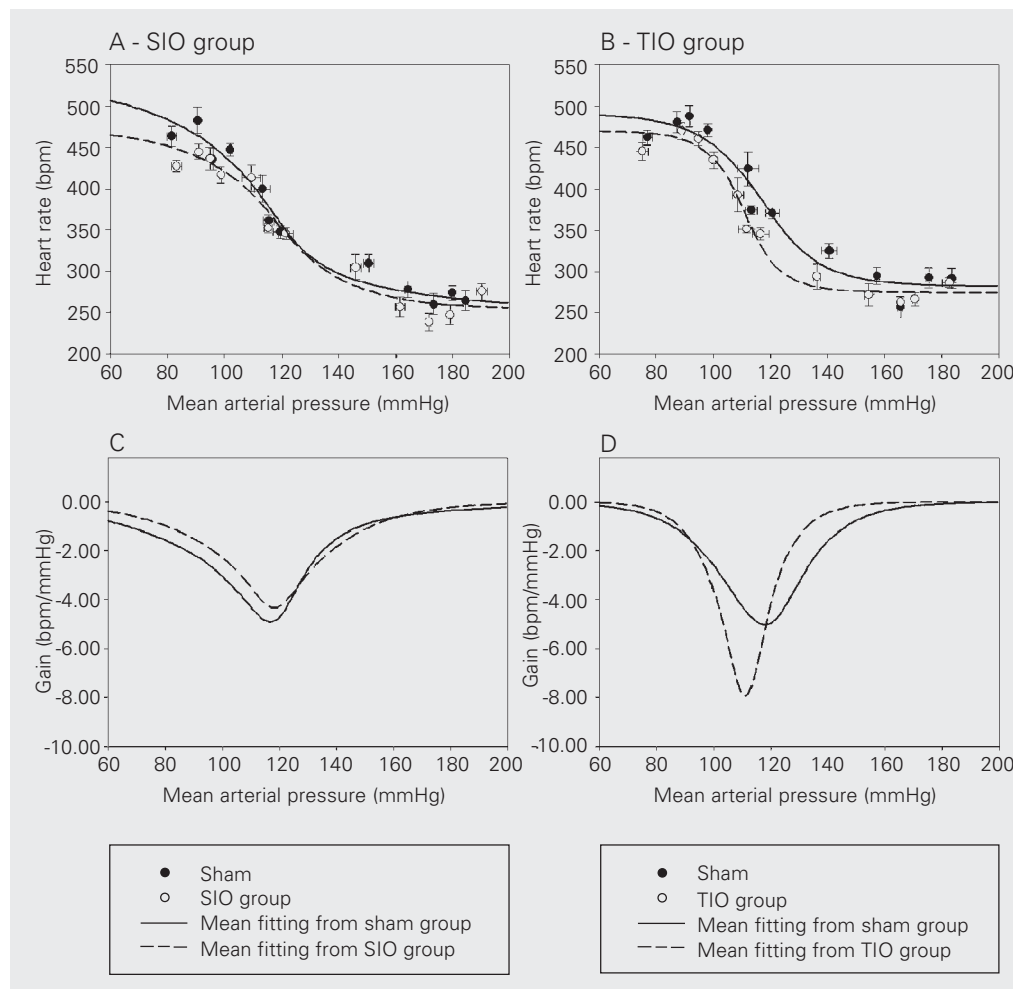 A - SIO group
550
500
450
400
350
300
250
200
Heart rate (bpm)
60 80 100 120 140 160 180 200
Mean arterial pressure (mmHg)
B - TIO group
550
500
450
400
350
300
250
200
Heart rate (bpm)
60 80 100 120 140 160 180 200
Mean arterial pressure (mmHg)
C
0.00
-2.00
-4.00
-6.00
-8.00
-10.00
Gain (bpm/mmHg)
60 80 100 120 140 160 180 200
Mean arterial pressure (mmHg)
D
0.00
-2.00
-4.00
-6.00
-8.00
-10.00
Gain (bpm/mmHg)
60 80 100 120 140 160 180 200
Mean arterial pressure (mmHg)
Sham
SIO group
Mean fitting from sham group
Mean fitting from SIO group
Sham
TIO group
Mean fitting from sham group
Mean fitting from TIO group